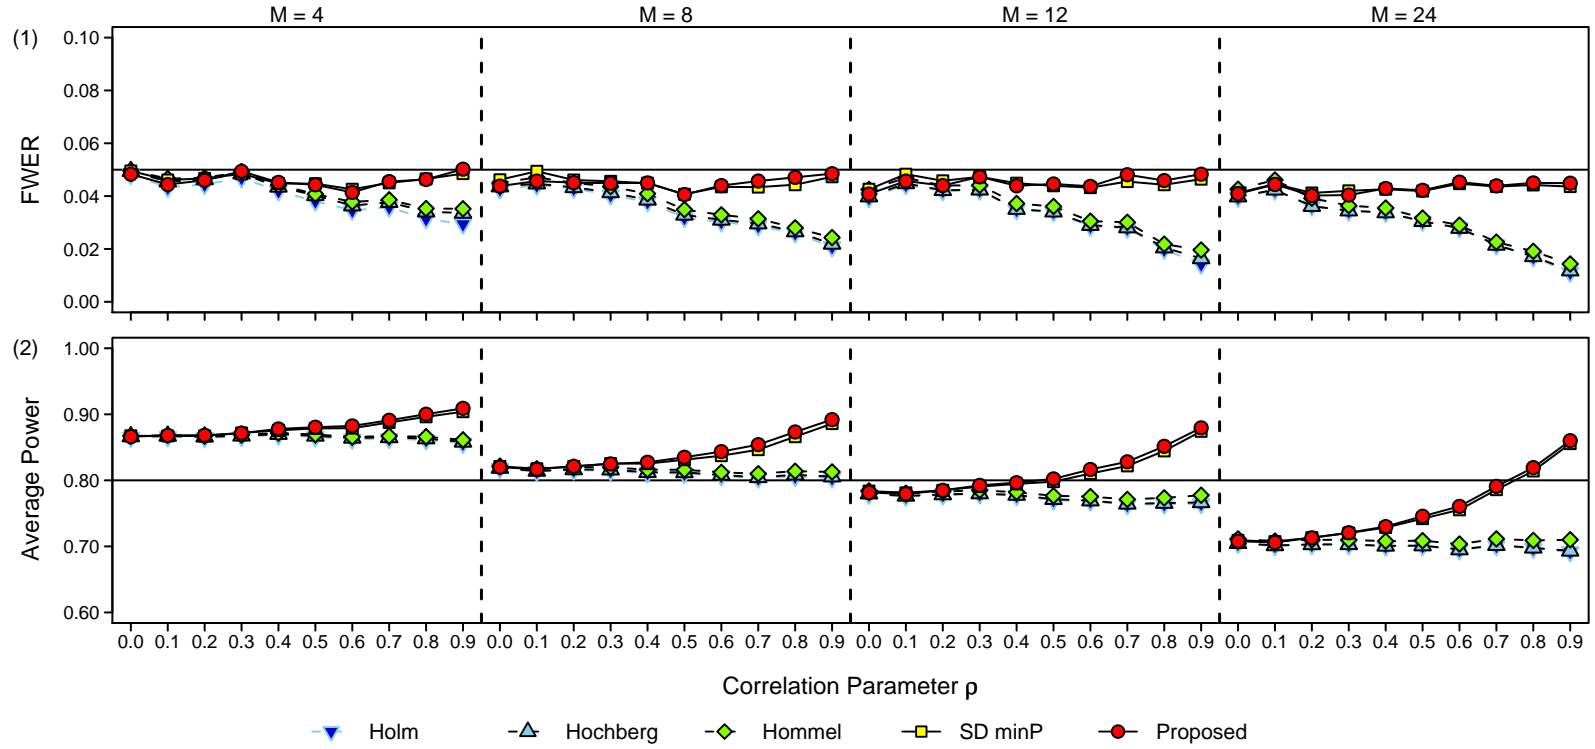 M = 4 M = 8 M = 12 M = 24
(1)
0.10
0.08
0.06
0.04
0.02
0.00
FWER
(2)
1.00
0.90
0.80
0.70
0.60
Average Power
0.0 0.1 0.2 0.3 0.4 0.5 0.6 0.7 0.8 0.9 0.0 0.1 0.2 0.3 0.4 0.5 0.6 0.7 0.8 0.9 0.0 0.1 0.2 0.3 0.4 0.5 0.6 0.7 0.8 0.9 0.0 0.1 0.2 0.3 0.4 0.5 0.6 0.7 0.8 0.9
Correlation Parameter ρ
Holm Hochberg Hommel SD minP Proposed